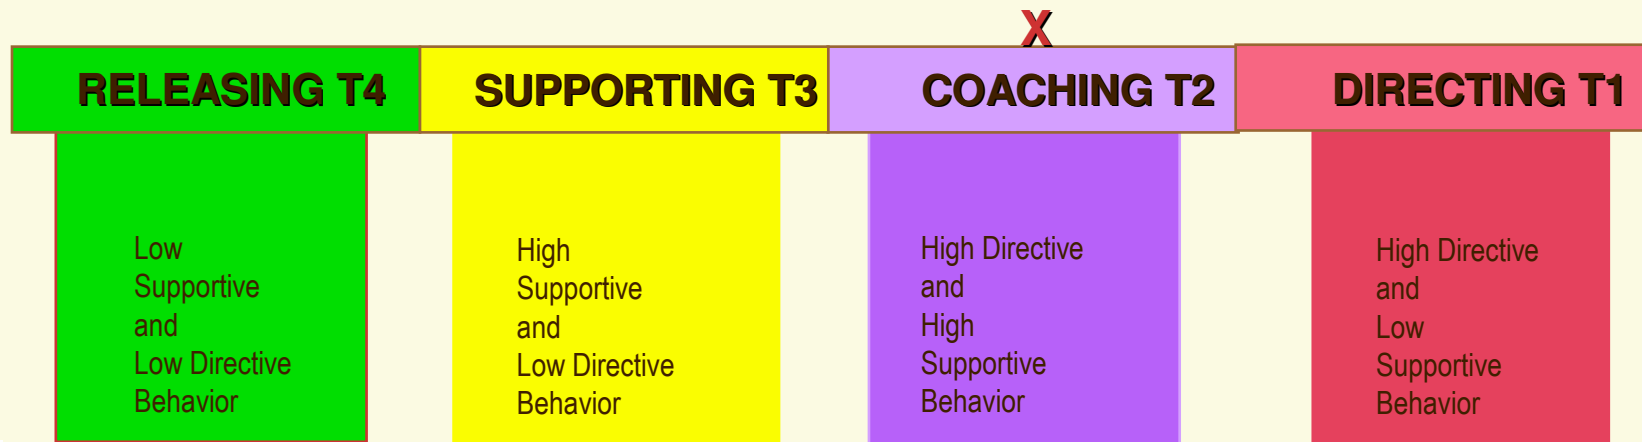 X
RELEASING T4
SUPPORTING T3
COACHING T2
DIRECTING T1
Low
Supportive
and
Low Directive
Behavior
High
Supportive
and
Low Directive
Behavior
High Directive
and
High
Supportive
Behavior
High Directive
and
Low
Supportive
Behavior